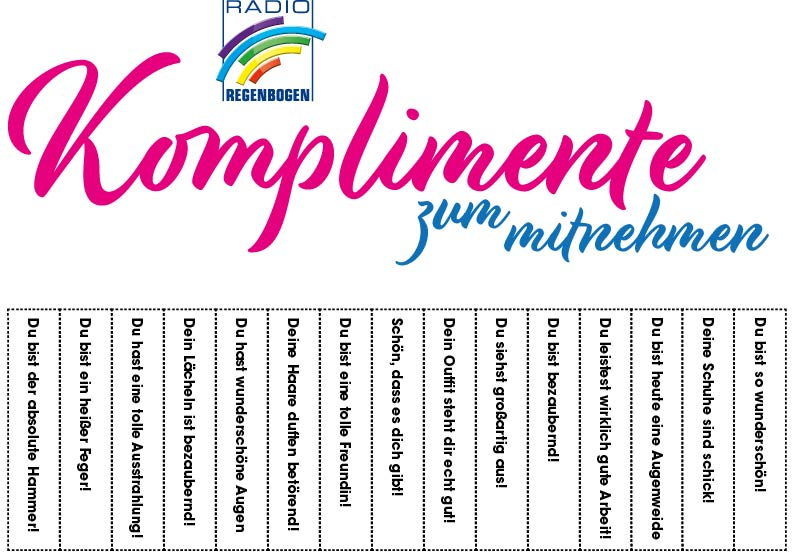 RADIO
REGENBOGEN
Komplimente
zum mitnehmen
Du bist der absolute Hammer!
Du bist ein heißer Feger!
Du hast eine tolle Ausstrahlung!
Dein Lächeln ist bezaubernd!
Du hast wunderschöne Augen
Deine Haare duften betörend!
Du bist eine tolle Freundin!
Schön, dass es dich gibt!
Dein Outfit steht dir echt gut!
Du siehst großartig aus!
Du bist bezaubernd!
Du leistest wirklich gute Arbeit!
Du bist heute eine Augenweide
Deine Schuhe sind schick!
Du bist so wunderschön!